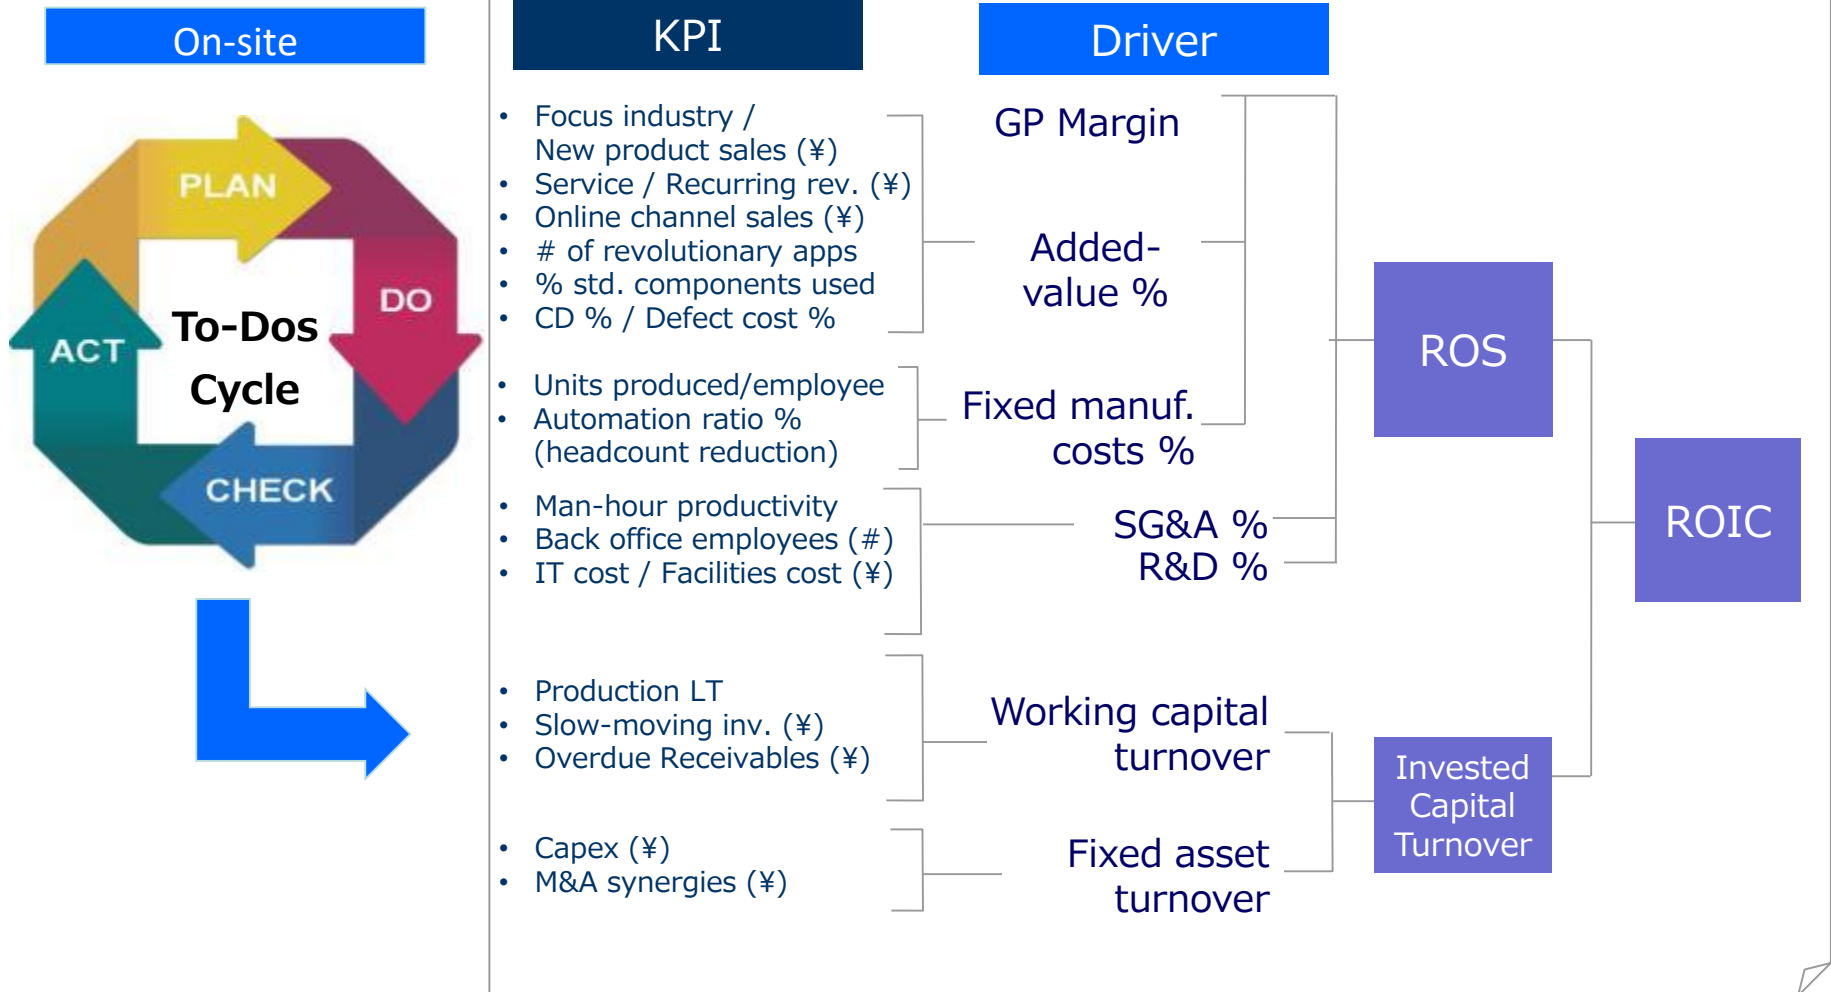 On-site
KPI
Driver
PLAN
DO
CHECK
ACT
To-Dos
Cycle
• Focus industry /
New product sales (¥)
• Service / Recurring rev. (¥)
• Online channel sales (¥)
• # of revolutionary apps
• % std. components used
• CD % / Defect cost %
• Units produced/employee
• Automation ratio %
(headcount reduction)
• Man-hour productivity
• Back office employees (#)
• IT cost / Facilities cost (¥)
• Production LT
• Slow-moving inv. (¥)
• Overdue Receivables (¥)
• Capex (¥)
• M&A synergies (¥)
GP Margin
Added-
value %
Fixed manuf.
costs %
SG&A %
R&D %
Working capital
turnover
Fixed asset
turnover
ROS
Invested
Capital
Turnover
ROIC